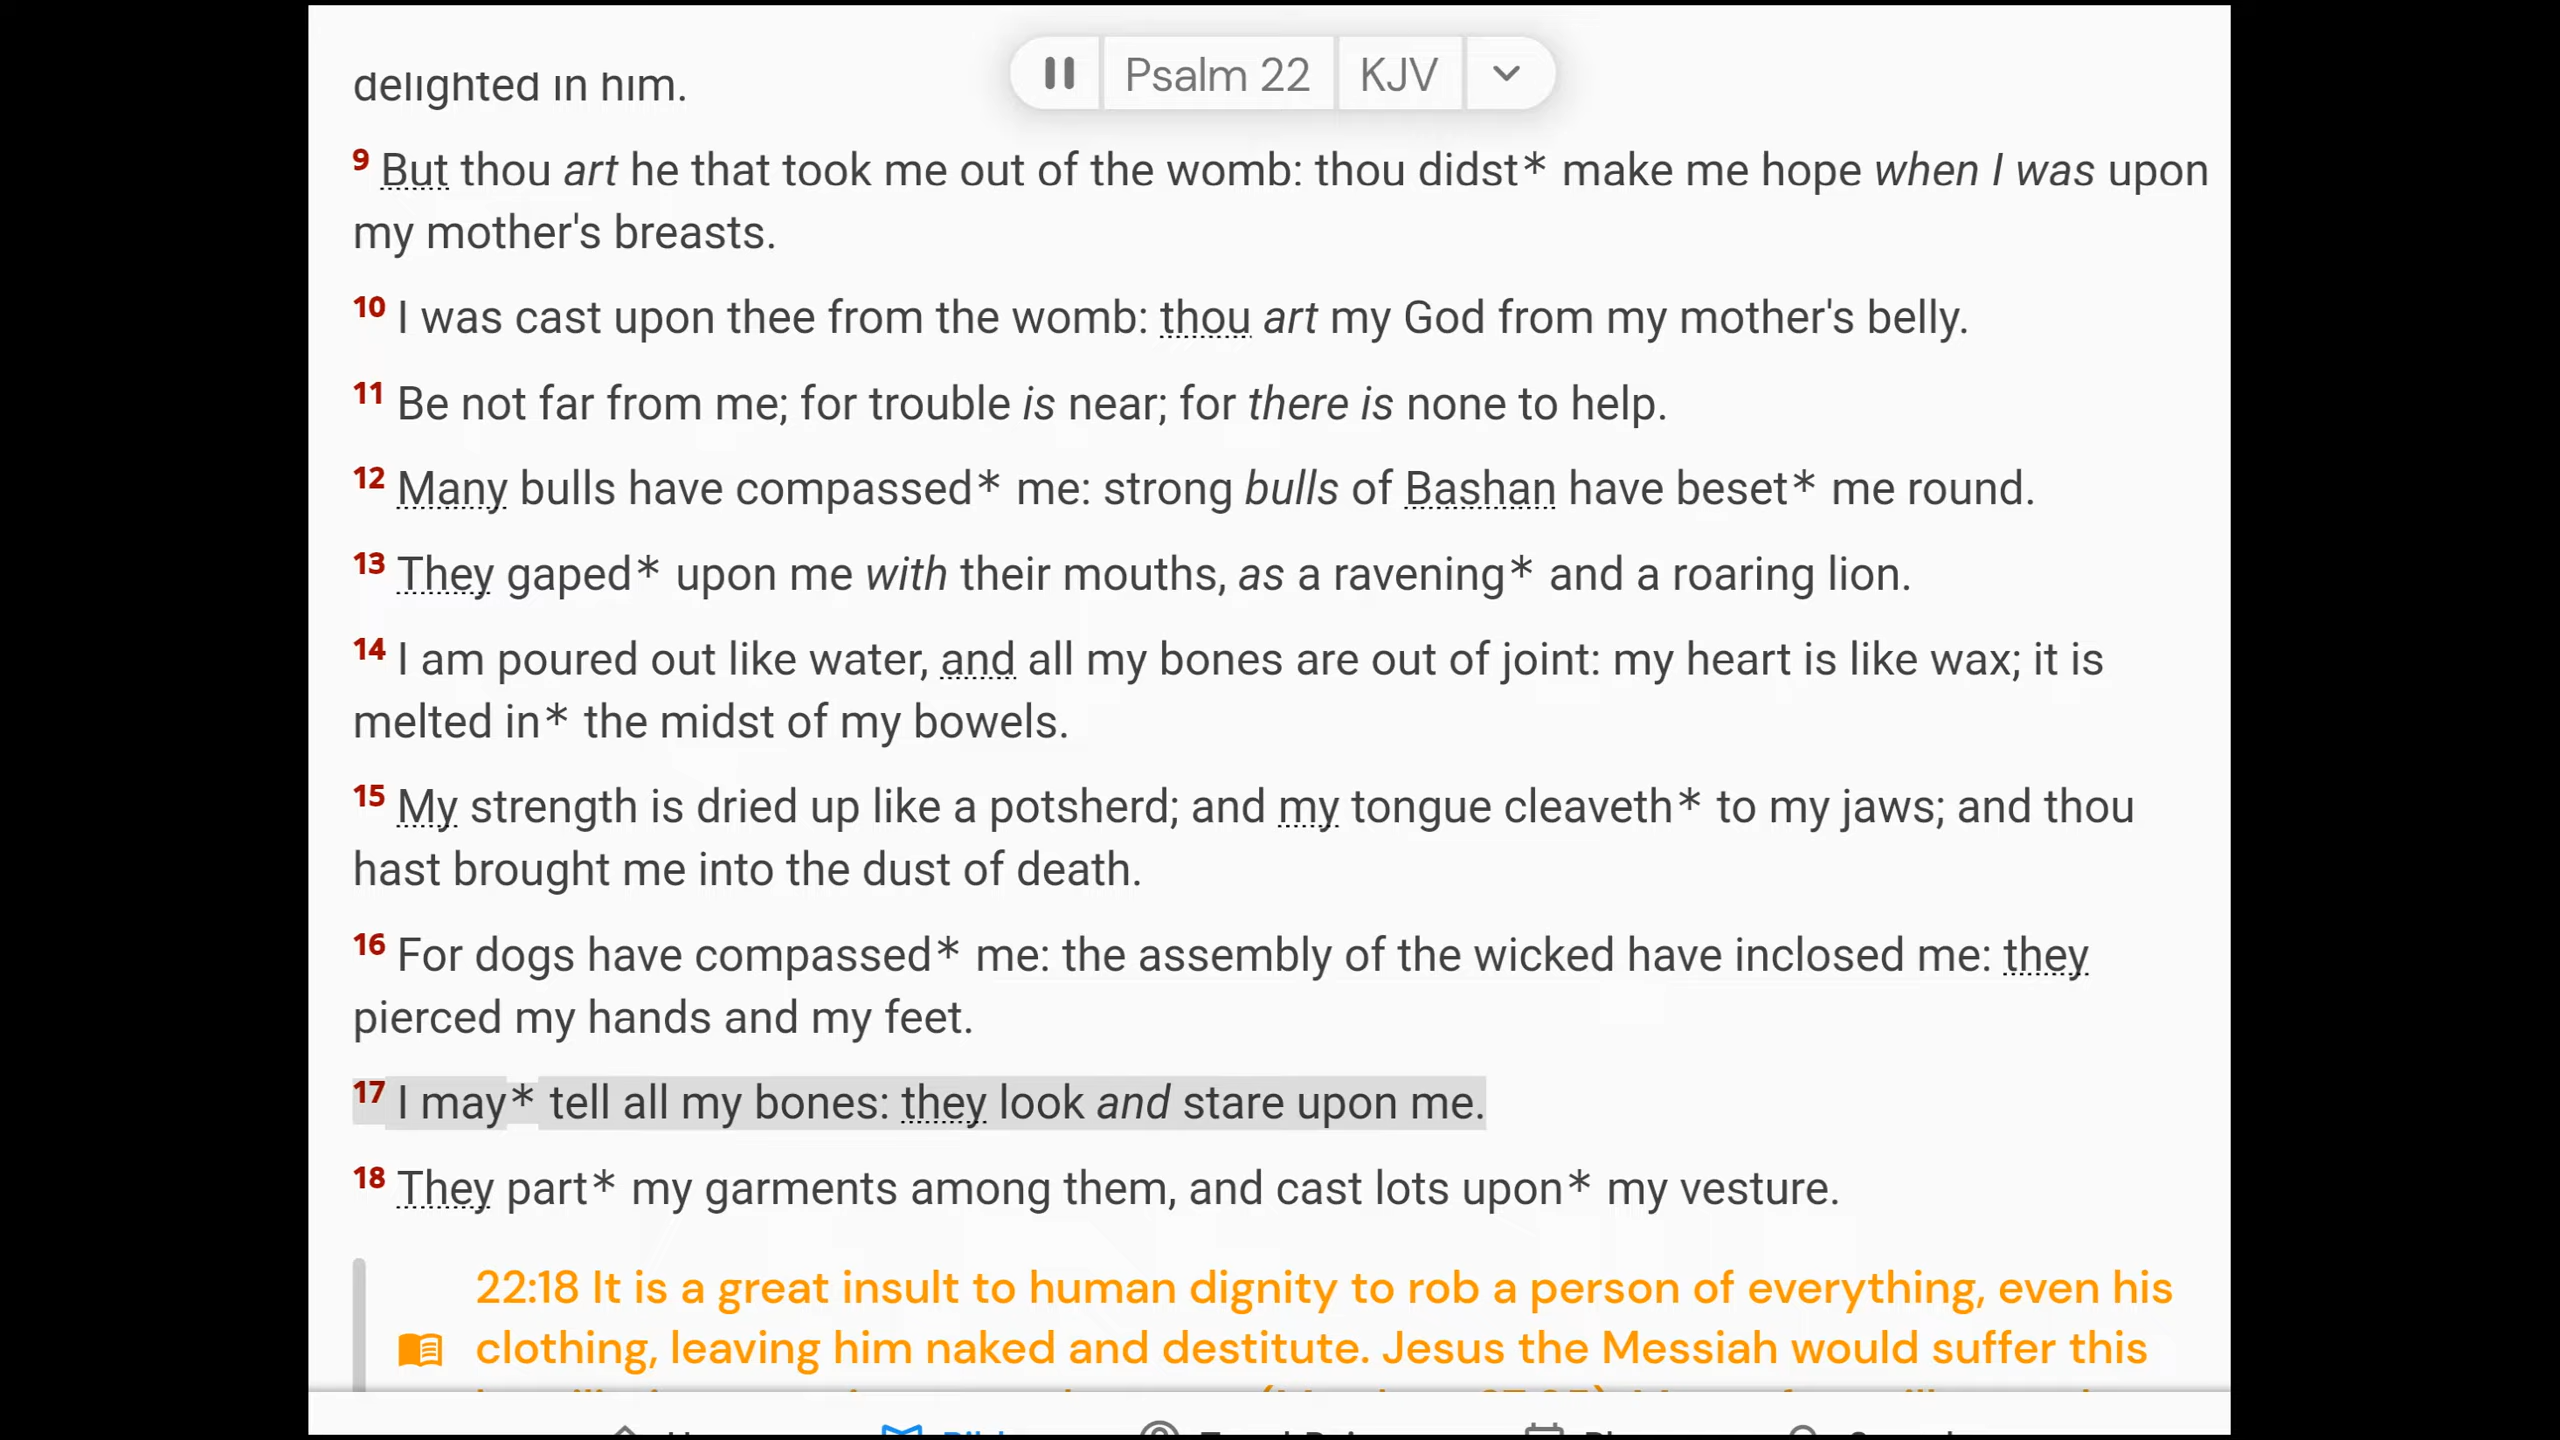 Psalm 22 KJV
delighted in him.
9 But thou art he that took me out of the womb: thou didst* make me hope when I was upon
my mother's breasts.
10 I was cast upon thee from the womb: thou art my God from my mother's belly.
11 Be not far from me; for trouble is near; for there is none to help.
12 Many bulls have compassed* me: strong bulls of Bashan have beset* me round.
13 They gaped* upon me with their mouths, as a ravening* and a roaring lion.
14 I am poured out like water, and all my bones are out of joint: my heart is like wax; it is
melted in* the midst of my bowels.
15 My strength is dried up like a potsherd; and my tongue cleaveth* to my jaws; and thou
hast brought me into the dust of death.
16 For dogs have compassed* me: the assembly of the wicked have inclosed me: they
pierced my hands and my feet.
17 I may* tell all my bones: they look and stare upon me.
18 They part* my garments among them, and cast lots upon* my vesture.
22:18 It is a great insult to human dignity to rob a person of everything, even his
clothing, leaving him naked and destitute. Jesus the Messiah would suffer this